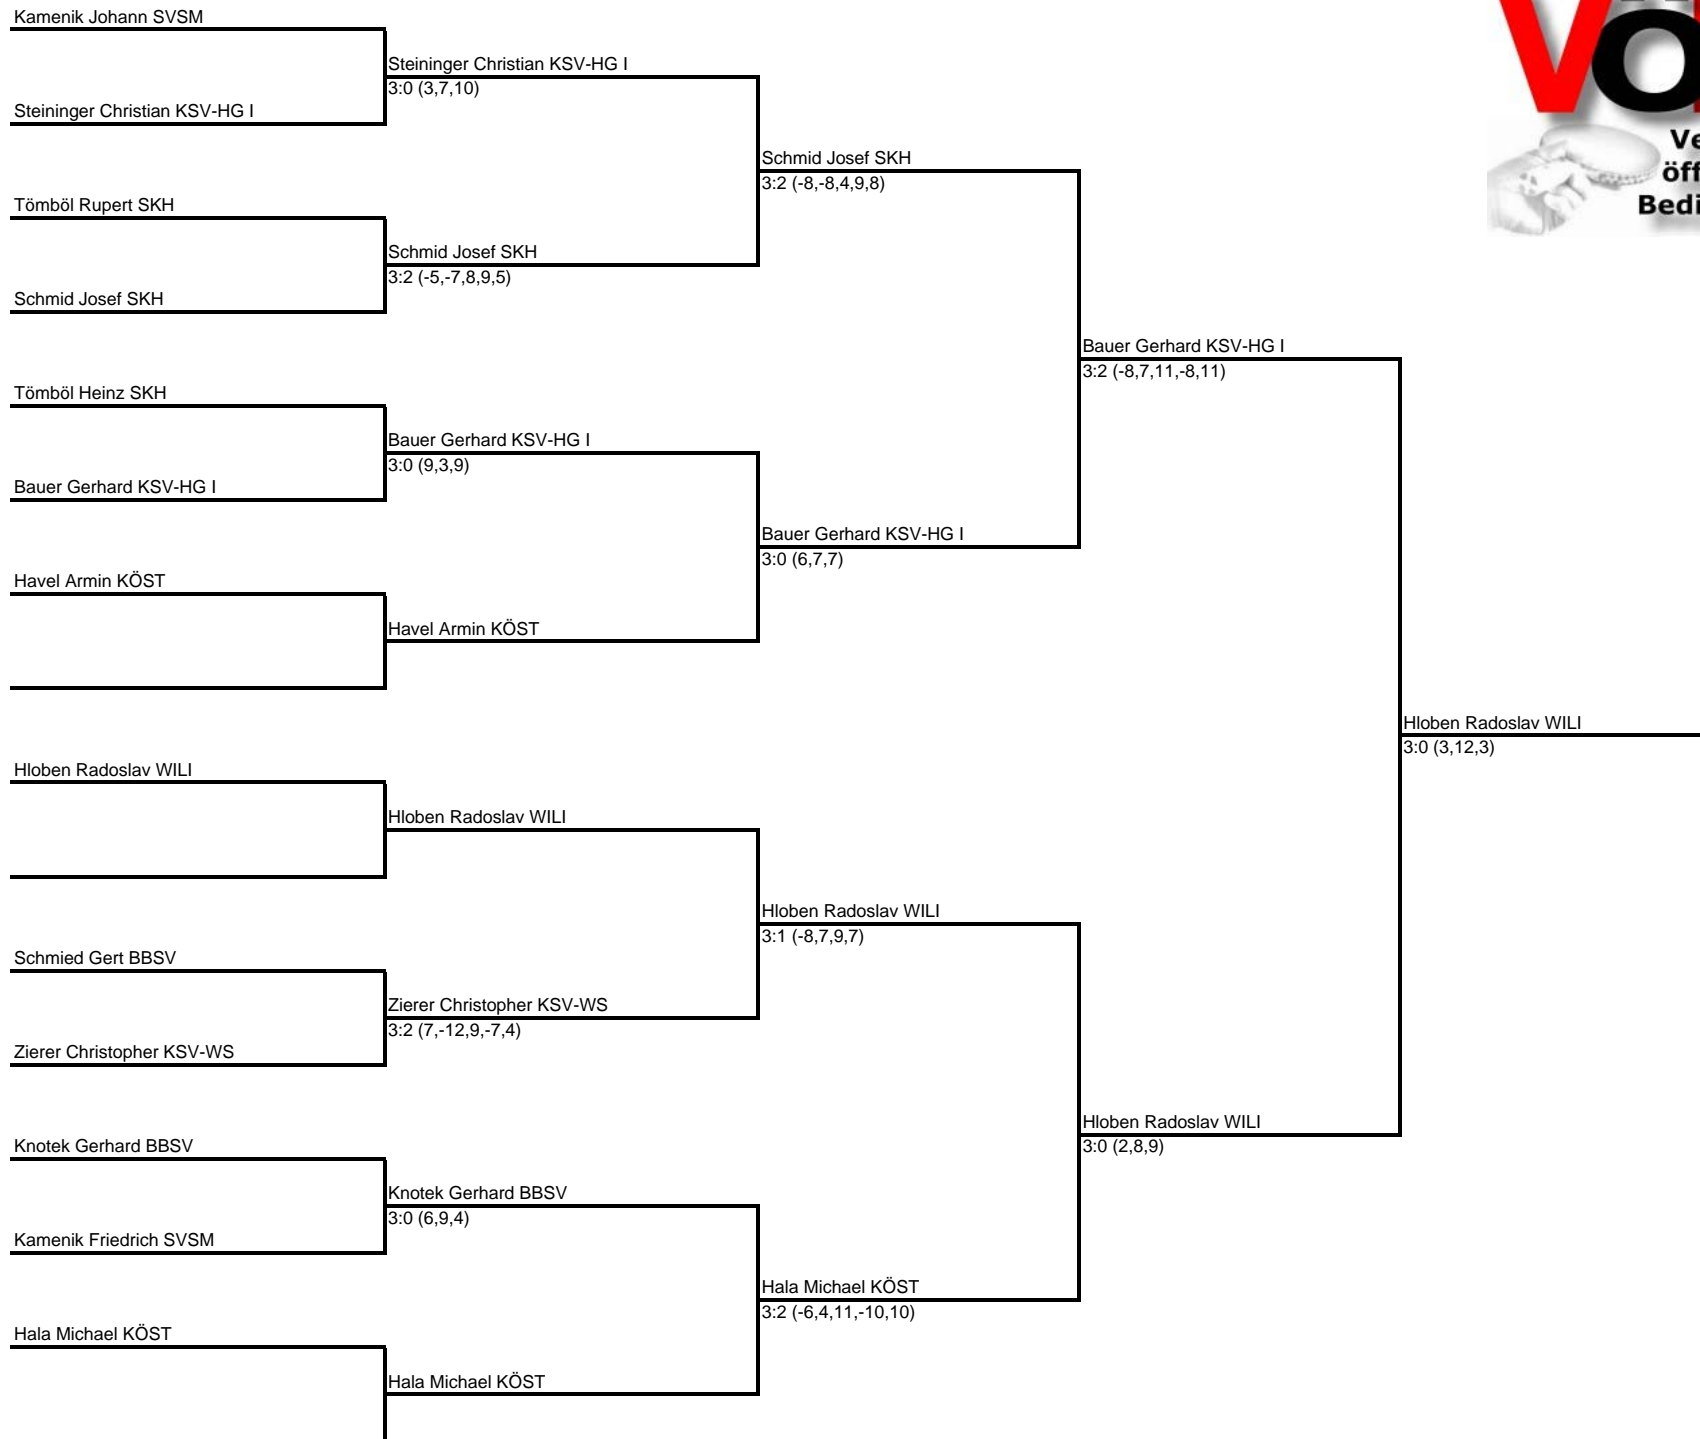 Kamenik Johann SVSM
Steininger Christian KSV-HG I
3:0 (3,7,10)
Steininger Christian KSV-HG I
Schmid Josef SKH
3:2 (-8,-8,4,9,8)
Tömböl Rupert SKH
Schmid Josef SKH
3:2 (-5,-7,8,9,5)
Schmid Josef SKH
Bauer Gerhard KSV-HG I
3:2 (-8,7,11,-8,11)
Tömböl Heinz SKH
Bauer Gerhard KSV-HG I
3:0 (9,3,9)
Bauer Gerhard KSV-HG I
Bauer Gerhard KSV-HG I
3:0 (6,7,7)
Havel Armin KÖST
Havel Armin KÖST
Hloben Radoslav WILI
3:0 (3,12,3)
Hloben Radoslav WILI
Hloben Radoslav WILI
Hloben Radoslav WILI
3:1 (-8,7,9,7)
Schmied Gert BBSV
Zierer Christopher KSV-WS
3:2 (7,-12,9,-7,4)
Zierer Christopher KSV-WS
Hloben Radoslav WILI
3:0 (2,8,9)
Knotek Gerhard BBSV
Knotek Gerhard BBSV
3:0 (6,9,4)
Kamenik Friedrich SVSM
Hala Michael KÖST
3:2 (-6,4,11,-10,10)
Hala Michael KÖST
Hala Michael KÖST
VÖ
Ve
öff
Bedi